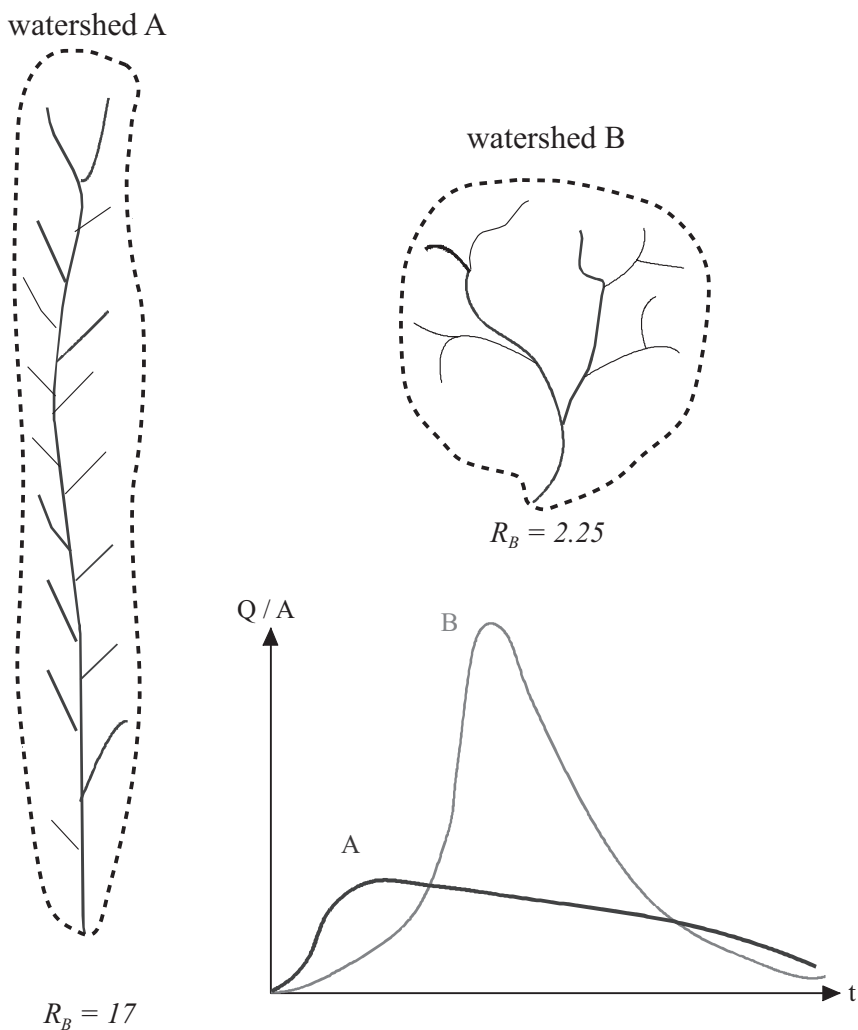 watershed A
watershed B
R_B = 2.25
Q / A
B
A
t
R_B = 17